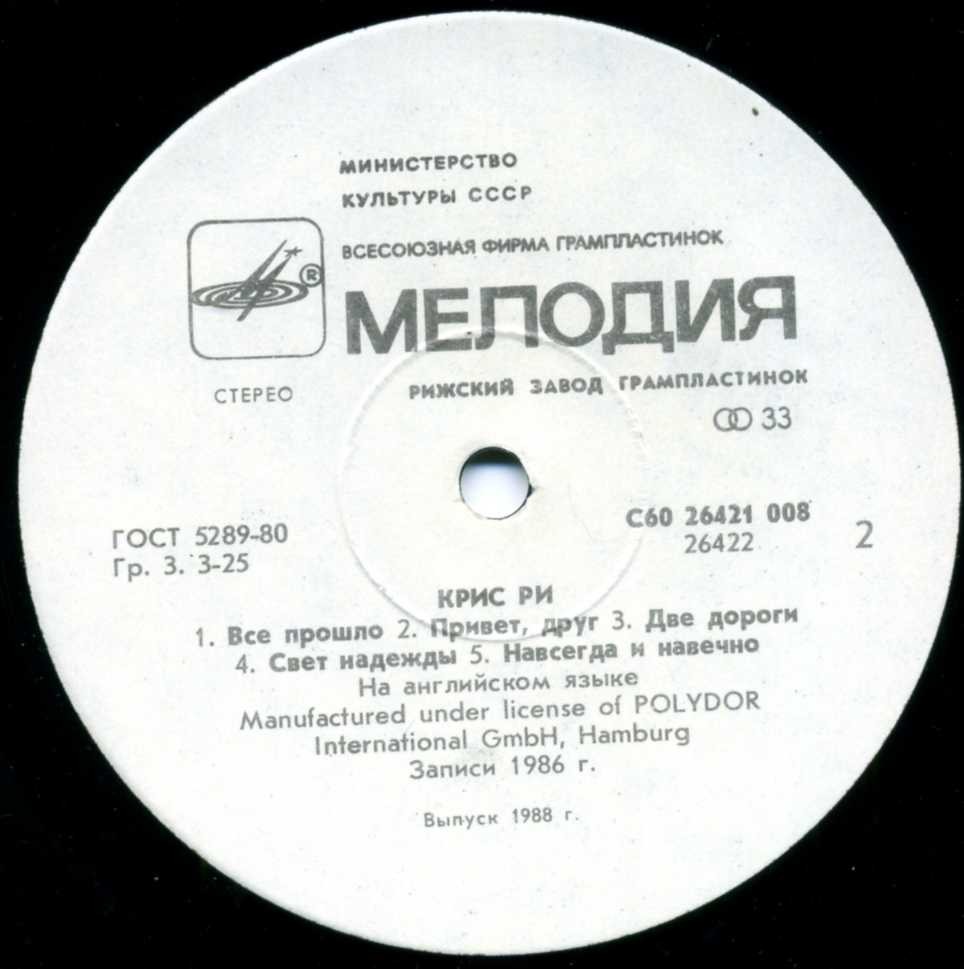 МИНИСТЕРСТВО
КУЛЬТУРЫ СССР
ВСЕСОЮЗНАЯ ФИРМА ГРАМПЛАСТИНОК
®
МЕЛОДИЯ
СТЕРЕО
РИЖСКИЙ ЗАВОД ГРАМПЛАСТИНОК
33
ГОСТ 5289-80
Гр. 3. 3-25
С60 26421 008
26422
2
КРИС РИ
1. Все прошло 2. Привет, друг 3. Две дороги
4. Свет надежды 5. Навсегда и навечно
На английском языке
Manufactured under license of POLYDOR
International GmbH, Hamburg
Записи 1986 г.
Выпуск 1988 г.